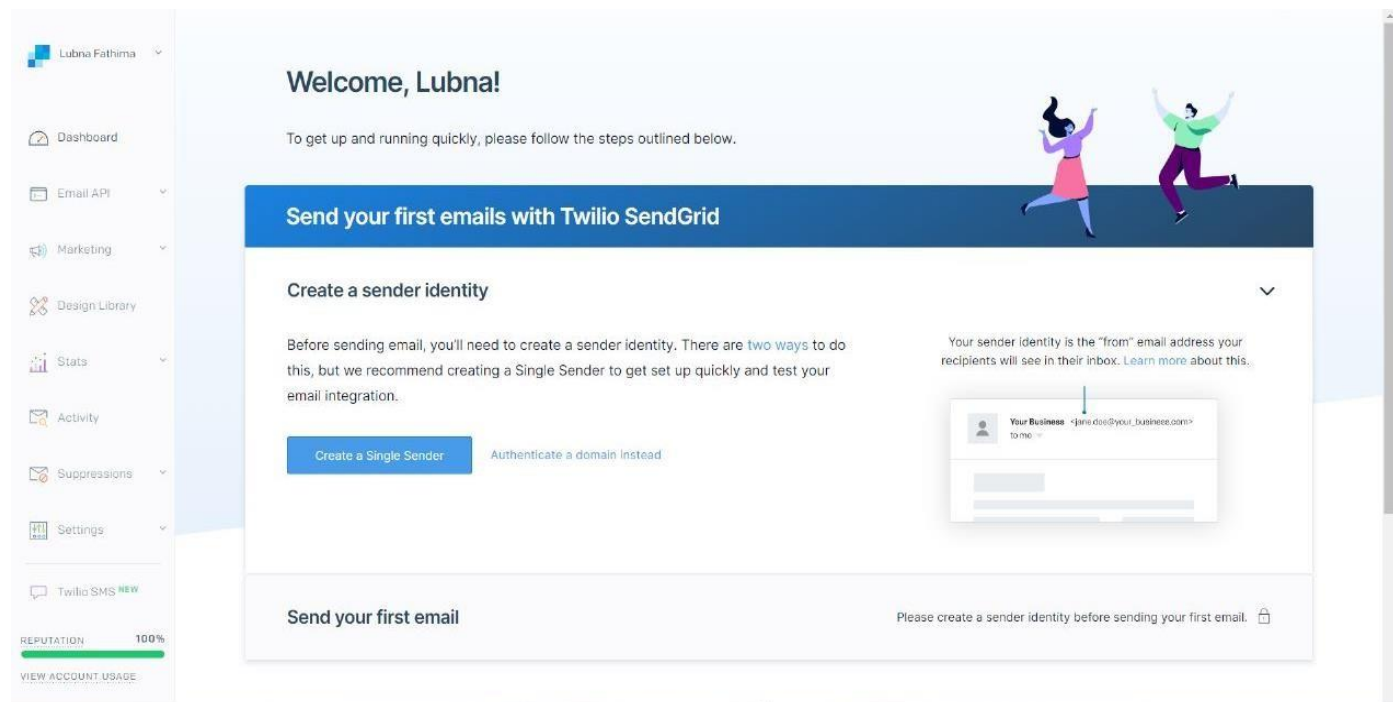 Lubna Fathima
Dashboard
Email API
Marketing
Design Library
Stats
Activity
Suppressions
Settings
Twilio SMS NEW
REPUTATION 100%
VIEW ACCOUNT USAGE
Welcome, Lubna!
To get up and running quickly, please follow the steps outlined below.
Send your first emails with Twilio SendGrid
Create a sender identity
Before sending email, you'll need to create a sender identity. There are two ways to do
this, but we recommend creating a Single Sender to get set up quickly and test your
email integration.
Create a Single Sender
Authenticate a domain instead
Your sender identity is the "from" email address your
recipients will see in their inbox. Learn more about this.
Your Business <jane.doe@your_business.com>
to me
Send your first email
Please create a sender identity before sending your first email.